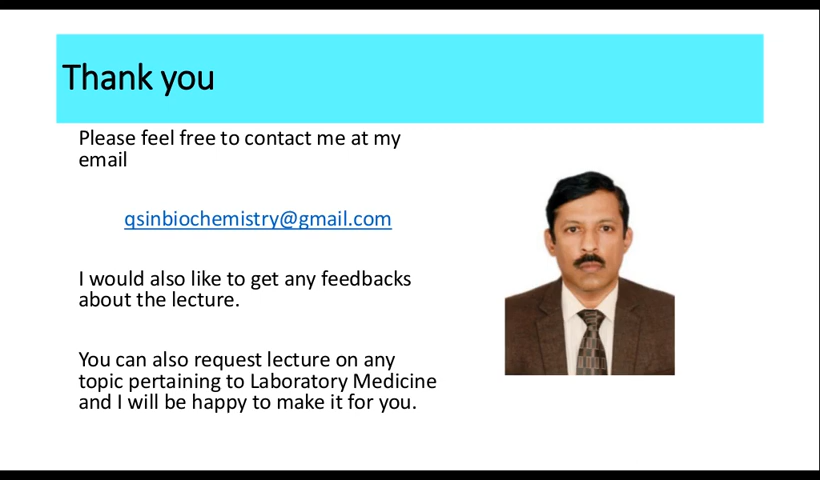 Thank you
Please feel free to contact me at my
email
qsinbiochemistry@gmail.com
I would also like to get any feedbacks
about the lecture.
You can also request lecture on any
topic pertaining to Laboratory Medicine
and I will be happy to make it for you.